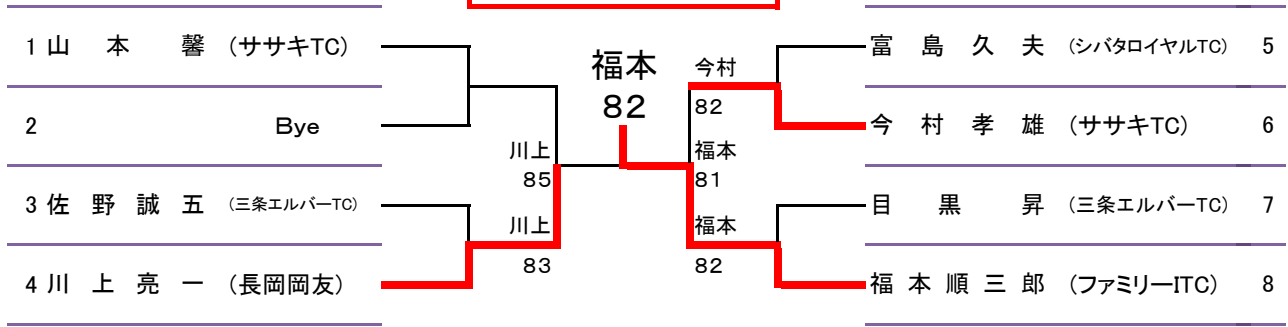 1 山本馨 (ササキTC)
2 Bye
3 佐野誠五 (三条エルバーTC)
4 川上亮一 (長岡岡友)
川上
85
川上
83
福本
82
今村
82
福本
81
福本
82
富島久夫 (シバタロイヤルTC) 5
今村孝雄 (ササキTC) 6
目黒昇 (三条エルバーTC) 7
福本順三郎 (ファミリーITC) 8